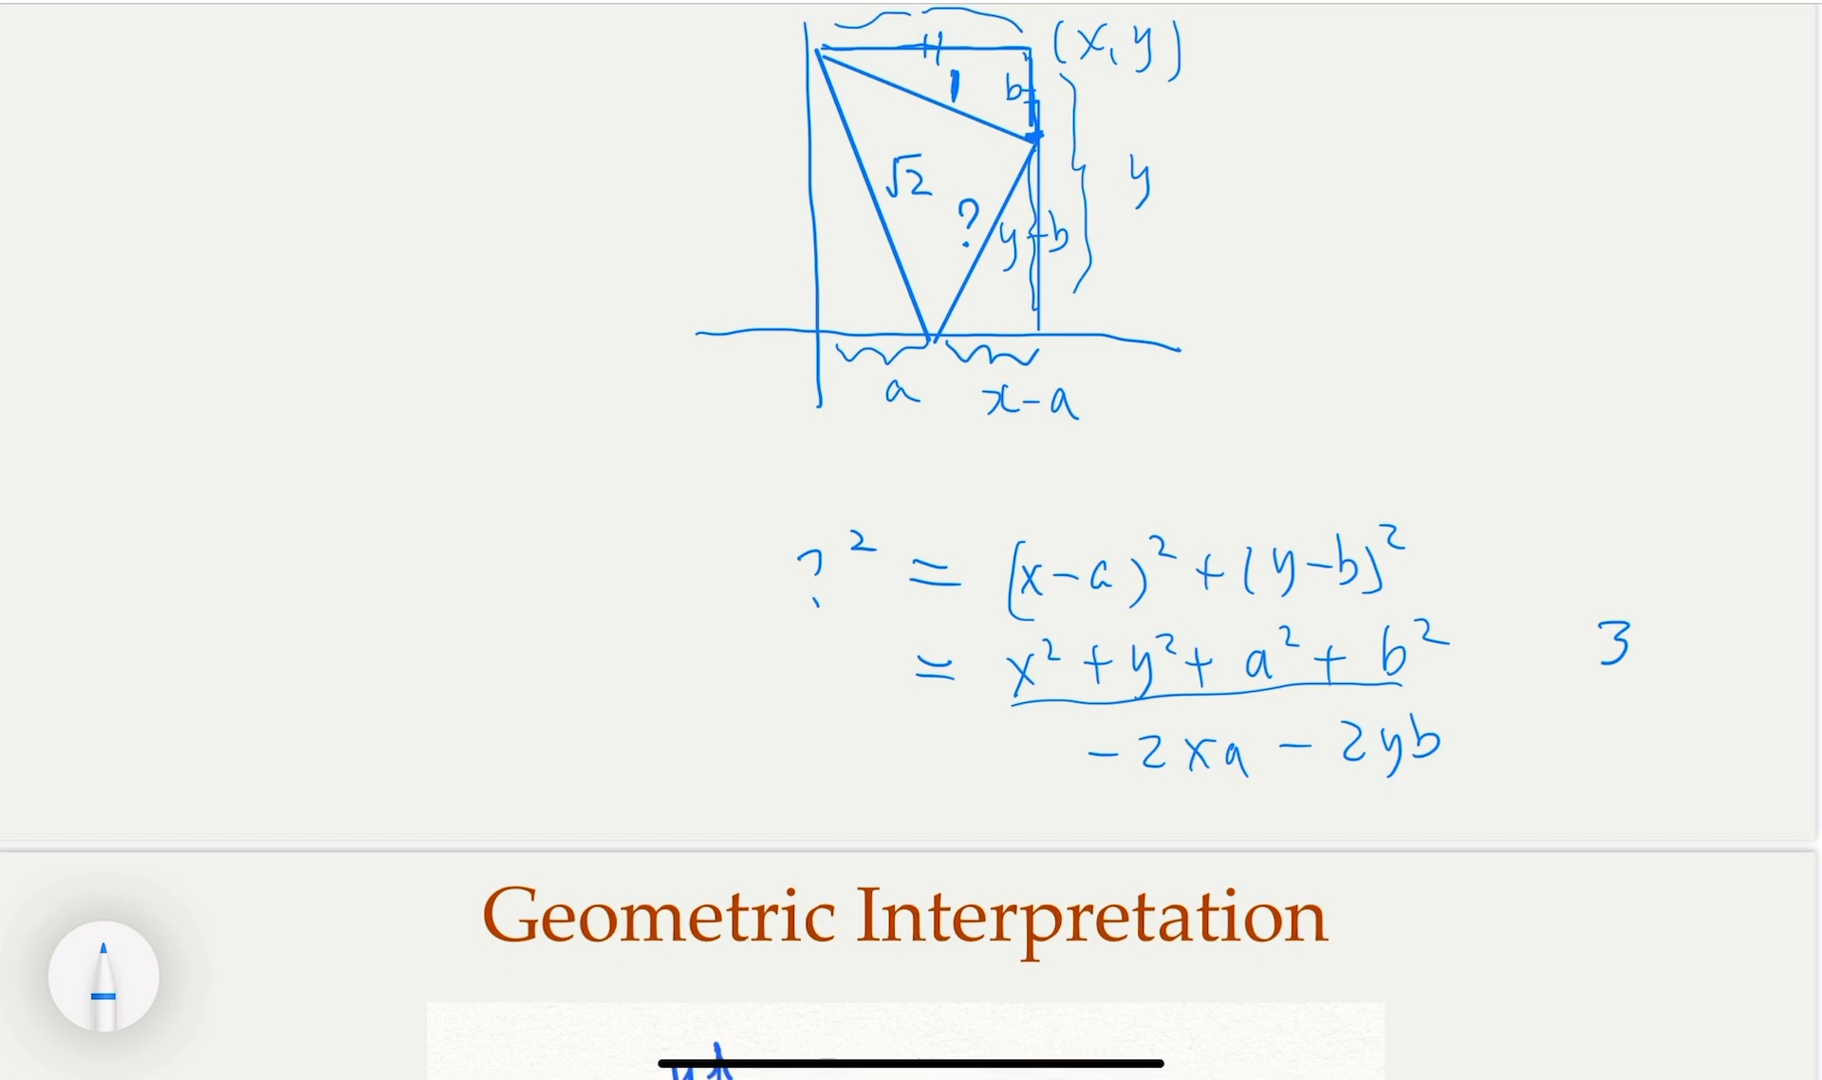 (x, y)
1
b
√2
?
y-b
y
a
x-a
?² = (x-a)² + (y-b)²
= x² + y² + a² + b²
3
-2xa - 2yb
Geometric Interpretation